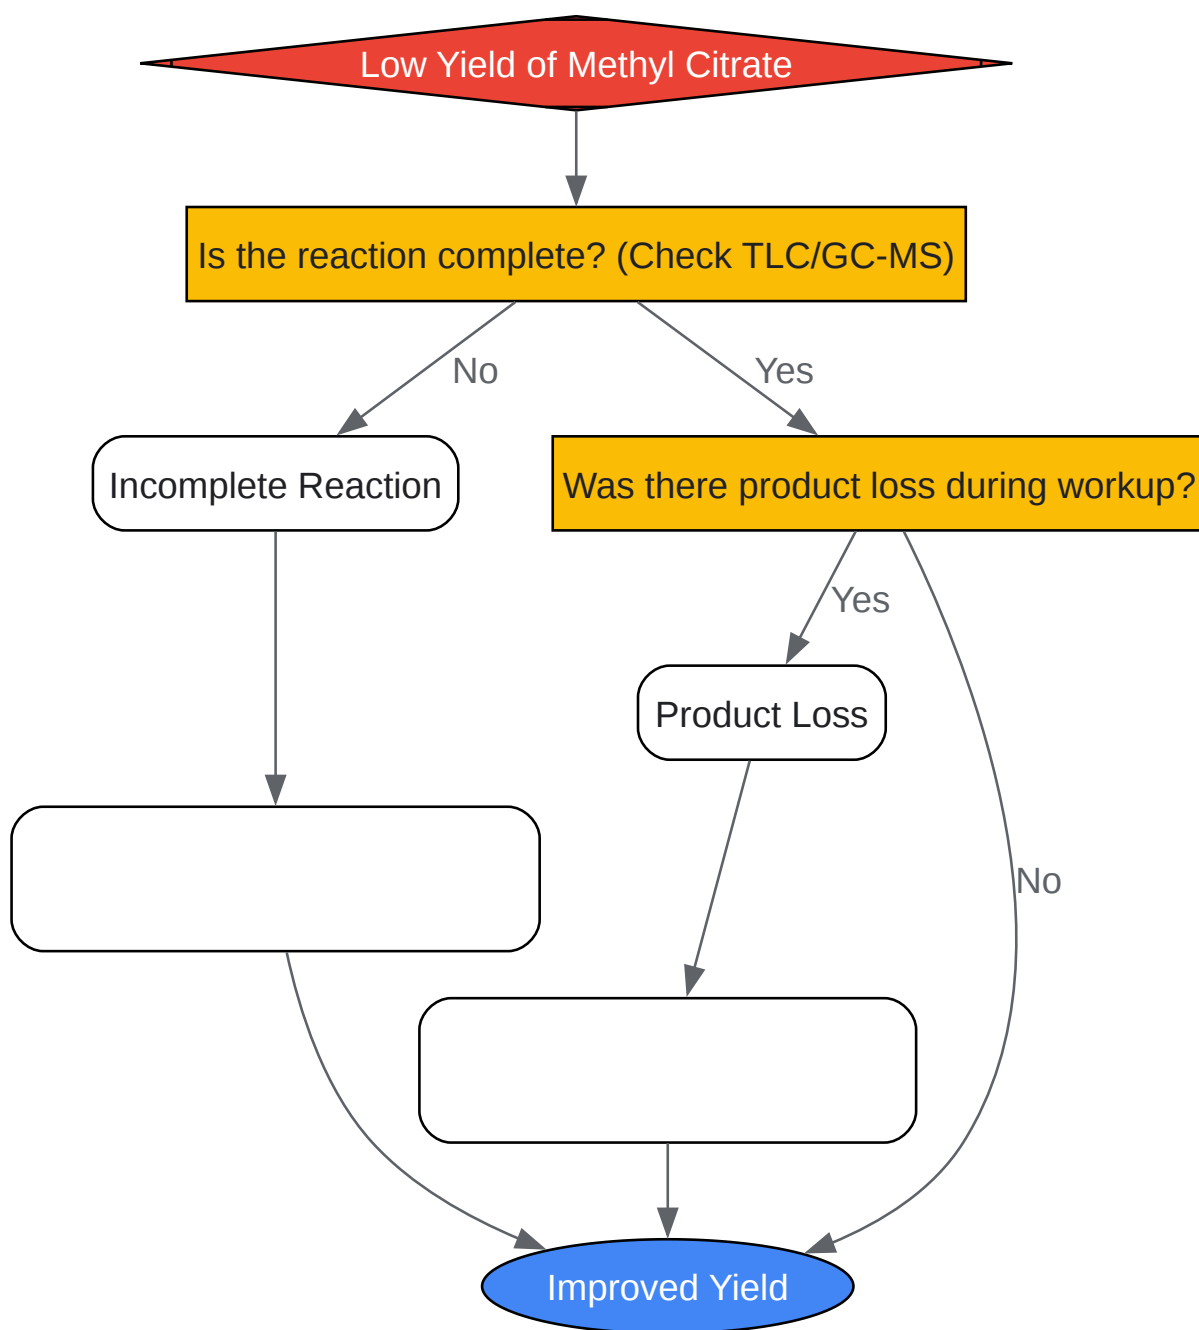 Low Yield of Methyl Citrate
Is the reaction complete? (Check TLC/GC-MS)
No
Yes
Incomplete Reaction
Was there product loss during workup?
Yes
Product Loss
No
Improved Yield